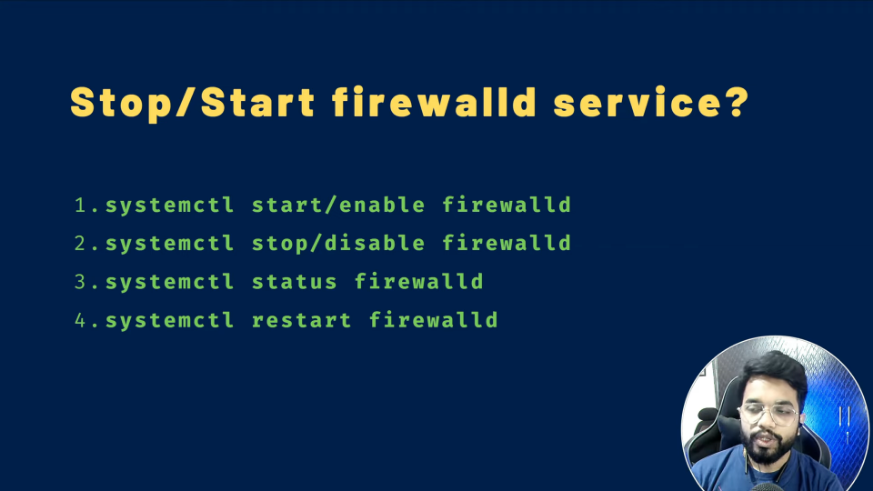 Stop/Start firewalld service?
1.systemctl start/enable firewalld
2.systemctl stop/disable firewalld
3.systemctl status firewalld
4.systemctl restart firewalld